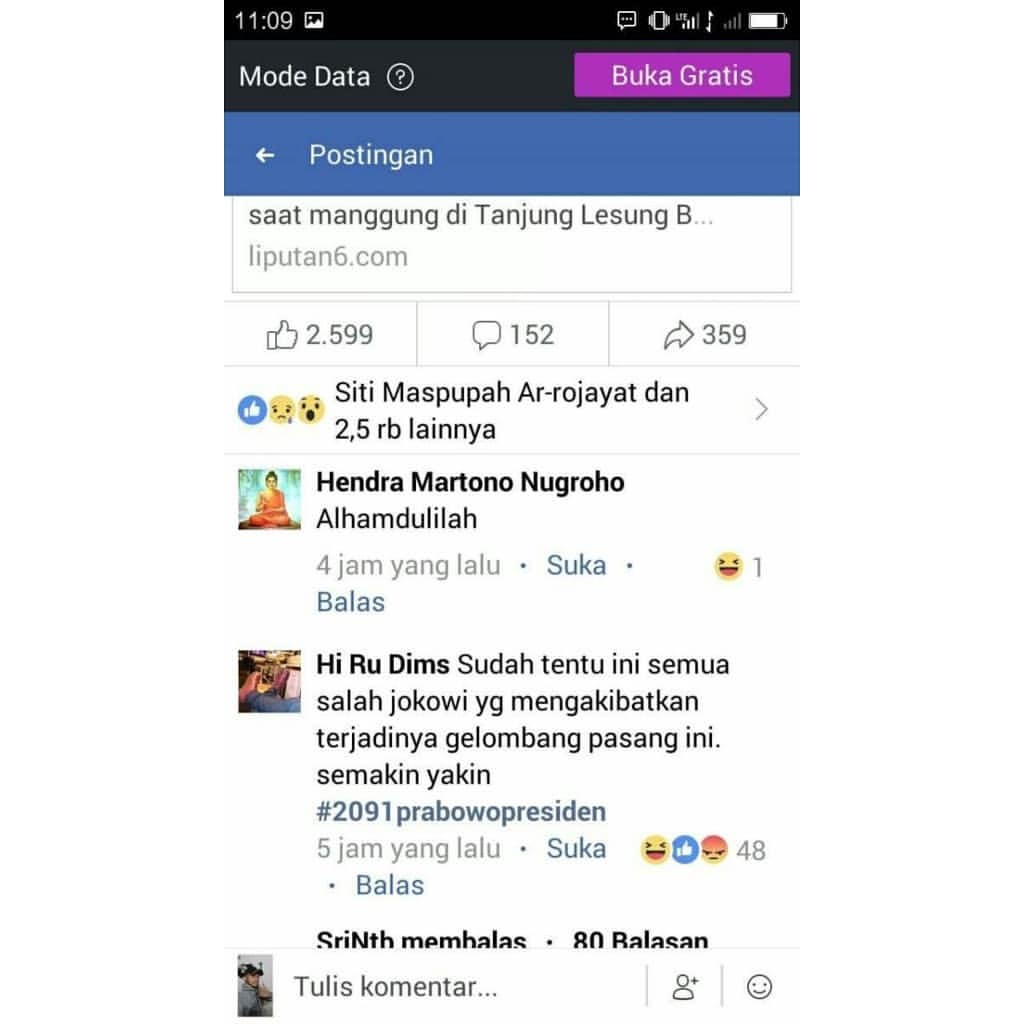 11:09
Mode Data ?
Buka Gratis
Postingan
saat manggung di Tanjung Lesung B...
liputan6.com
2.599
152
359
Siti Maspupah Ar-rojayat dan
2,5 rb lainnya
Hendra Martono Nugroho
Alhamdulilah
4 jam yang lalu · Suka · 1
Balas
Hi Ru Dims Sudah tentu ini semua
salah jokowi yg mengakibatkan
terjadinya gelombang pasang ini.
semakin yakin
#2091prabowopresiden
5 jam yang lalu · Suka 48
· Balas
SriNtb membalas · 80 Balasan
Tulis komentar...